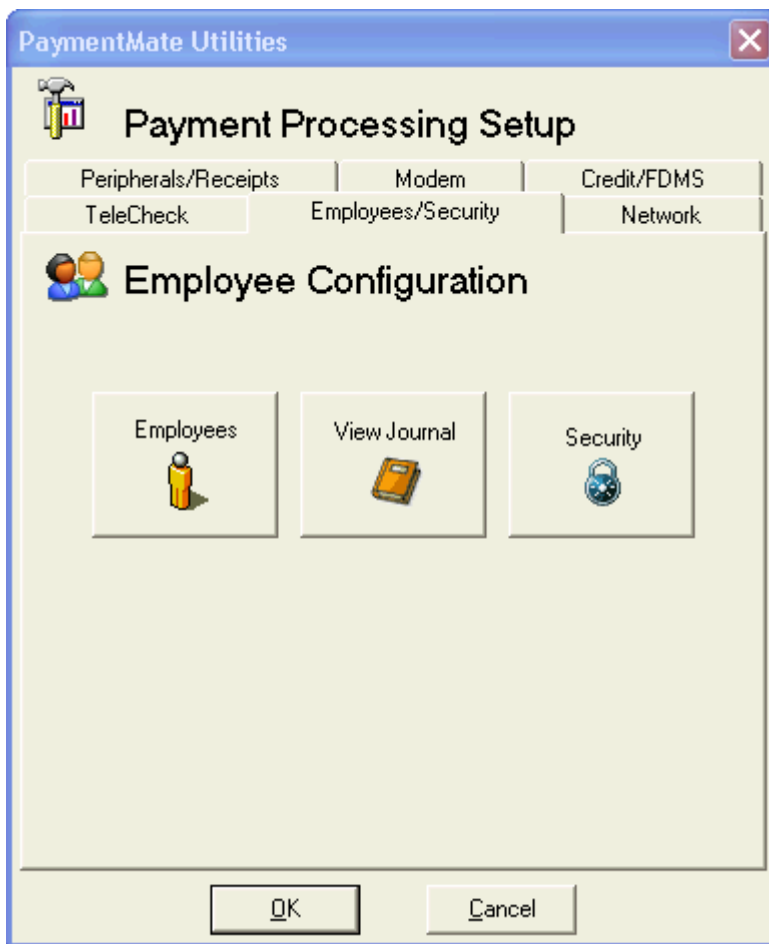 PaymentMate Utilities
Payment Processing Setup
Peripherals/Receipts Modem Credit/FDMS
TeleCheck Employees/Security Network
Employee Configuration
Employees View Journal Security
OK Cancel